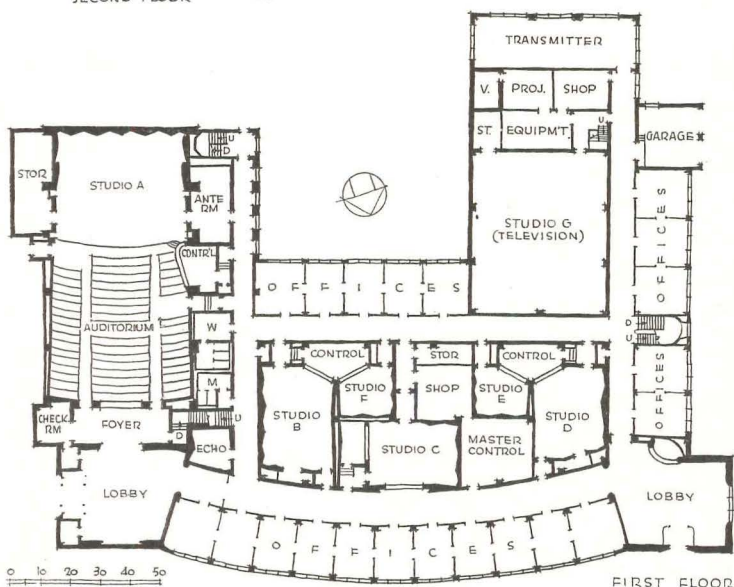 SECOND FLOOR
TRANSMITTER
V.
PROJ.
SHOP
ST.
EQUIPM'T.
U
GARAGE
STOR
STUDIO A
U
D
ANTE
RM
CONTR'L
STUDIO G
(TELEVISION)
OFFICES
OFFICES
AUDITORIUM
W
M
CONTROL
STUDIO
F
STOR
SHOP
CONTROL
STUDIO
E
D
U
OFFICES
CHECK
RM
FOYER
D
U
ECHO
STUDIO
B
STUDIO C
MASTER
CONTROL
STUDIO
D
LOBBY
LOBBY
OFFICES
0 10 20 30 40 50
FIRST FLOOR